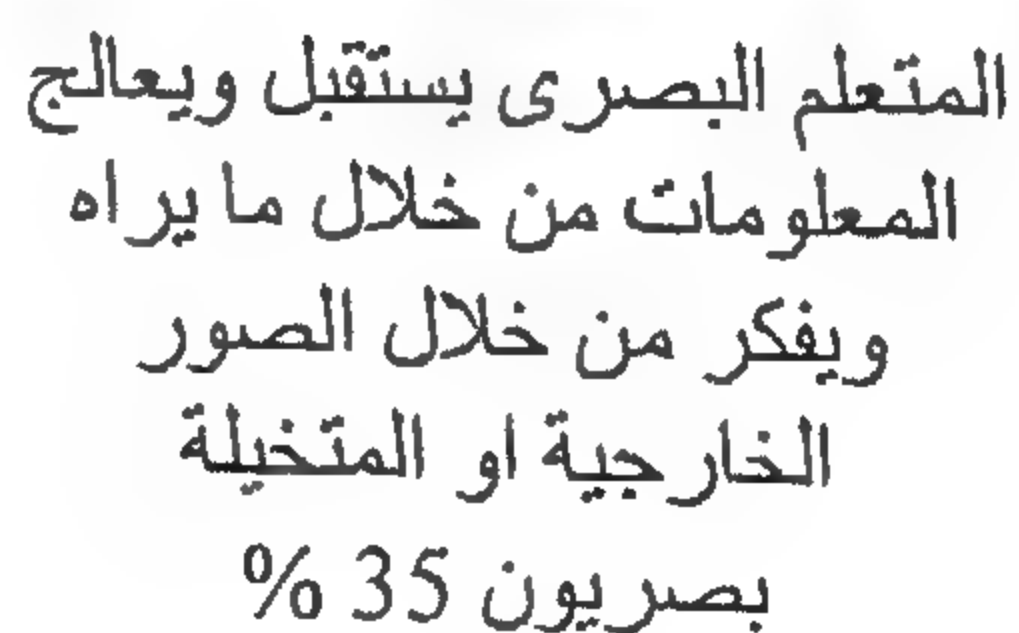 المتعلم البصرى يستقبل ويعالج
المعلومات من خلال ما يراه
ويفكر من خلال الصور
الخارجية او المتخيلة
بصريون 35 %